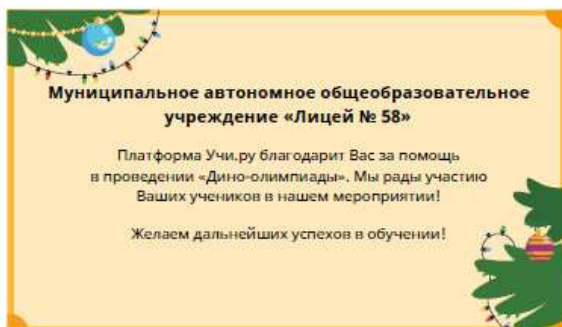 Муниципальное автономное общеобразовательное
учреждение «Лицей № 58»
Платформа Учи.ру благодарит Вас за помощь
в проведении «Дино-олимпиады». Мы рады участию
Ваших учеников в нашем мероприятии!
Желаем дальнейших успехов в обучении!